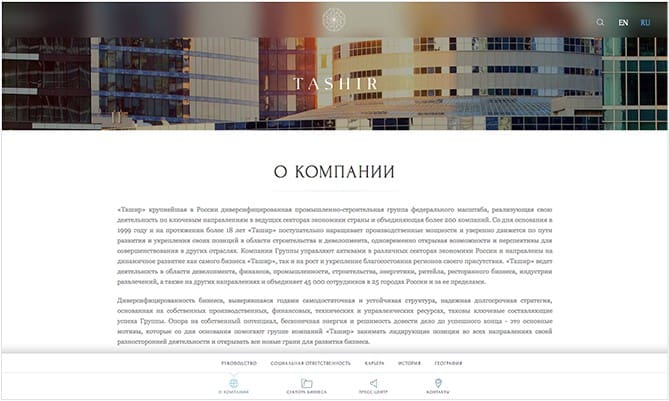 EN RU
TASHIR
О КОМПАНИИ
«Ташир» крупнейшая в России диверсифицированная промышленно-строительная группа федерального масштаба, реализующая свою
деятельность по ключевым направлениям в ведущих секторах экономики страны и объединяющая более 200 компаний. Со дня основания в
1999 году и на протяжении более 18 лет «Ташир» поступательно наращивает производственные мощности и уверенно движется по пути
развития и укрепления своих позиций в области строительства и девелопмента, одновременно открывая возможности и перспективы для
совершенствования в других отраслях. Компании Группы управляют активами в различных секторах экономики России и направлены на
динамичное развитие как самого бизнеса «Ташир», так и на рост и укрепление благосостояния регионов своего присутствия. «Ташир» ведет
деятельность в области девелопмента, финансов, промышленности, строительства, энергетики, ритейла, ресторанного бизнеса, индустрии
развлечений, а также на других направлениях и объединяет 45 000 сотрудников в 25 городах России и за ее пределами.
Диверсифицированность бизнеса, выверявшаяся годами самодостаточная и устойчивая структура, надежная долгосрочная стратегия,
основанная на собственных производственных, финансовых, технических и управленческих ресурсах, таковы ключевые составляющие
успеха Группы. Опора на собственный потенциал, бесконечная энергия и решимость довести дело до успешного конца - это основные
мотивы, которые со дня основания помогают группе компаний «Ташир» занимать лидирующие позиции во всех направлениях своей
разносторонней деятельности и открывать все новые грани для развития бизнеса.
РУКОВОДСТВО СОЦИАЛЬНАЯ ОТВЕТСТВЕННОСТЬ КАРЬЕРА ИСТОРИЯ ГЕОГРАФИЯ
О КОМПАНИИ СЕКТОРА БИЗНЕСА ПРЕСС-ЦЕНТР КОНТАКТЫ